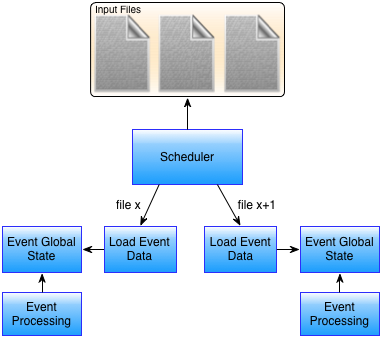 Input Files
Scheduler
file x
file x+1
Event Global
State
Load Event
Data
Load Event
Data
Event Global
State
Event
Processing
Event
Processing